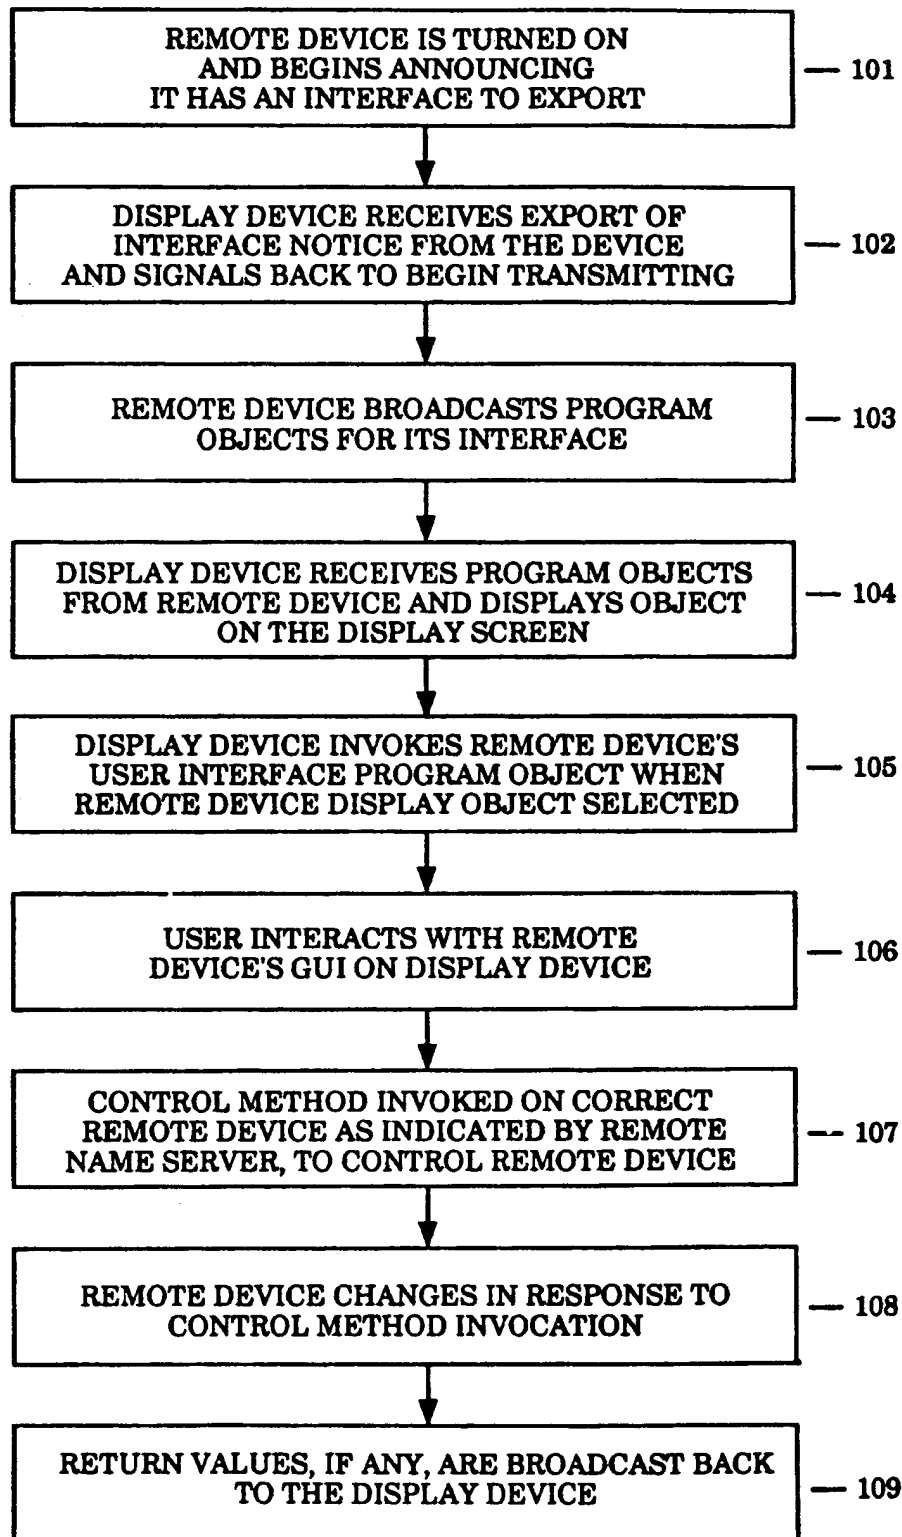 REMOTE DEVICE IS TURNED ON
AND BEGINS ANNOUNCING
IT HAS AN INTERFACE TO EXPORT
101
DISPLAY DEVICE RECEIVES EXPORT OF
INTERFACE NOTICE FROM THE DEVICE
AND SIGNALS BACK TO BEGIN TRANSMITTING
102
REMOTE DEVICE BROADCASTS PROGRAM
OBJECTS FOR ITS INTERFACE
103
DISPLAY DEVICE RECEIVES PROGRAM OBJECTS
FROM REMOTE DEVICE AND DISPLAYS OBJECT
ON THE DISPLAY SCREEN
104
DISPLAY DEVICE INVOKES REMOTE DEVICE'S
USER INTERFACE PROGRAM OBJECT WHEN
REMOTE DEVICE DISPLAY OBJECT SELECTED
105
USER INTERACTS WITH REMOTE
DEVICE'S GUI ON DISPLAY DEVICE
106
CONTROL METHOD INVOKED ON CORRECT
REMOTE DEVICE AS INDICATED BY REMOTE
NAME SERVER, TO CONTROL REMOTE DEVICE
107
REMOTE DEVICE CHANGES IN RESPONSE TO
CONTROL METHOD INVOCATION
108
RETURN VALUES, IF ANY, ARE BROADCAST BACK
TO THE DISPLAY DEVICE
109